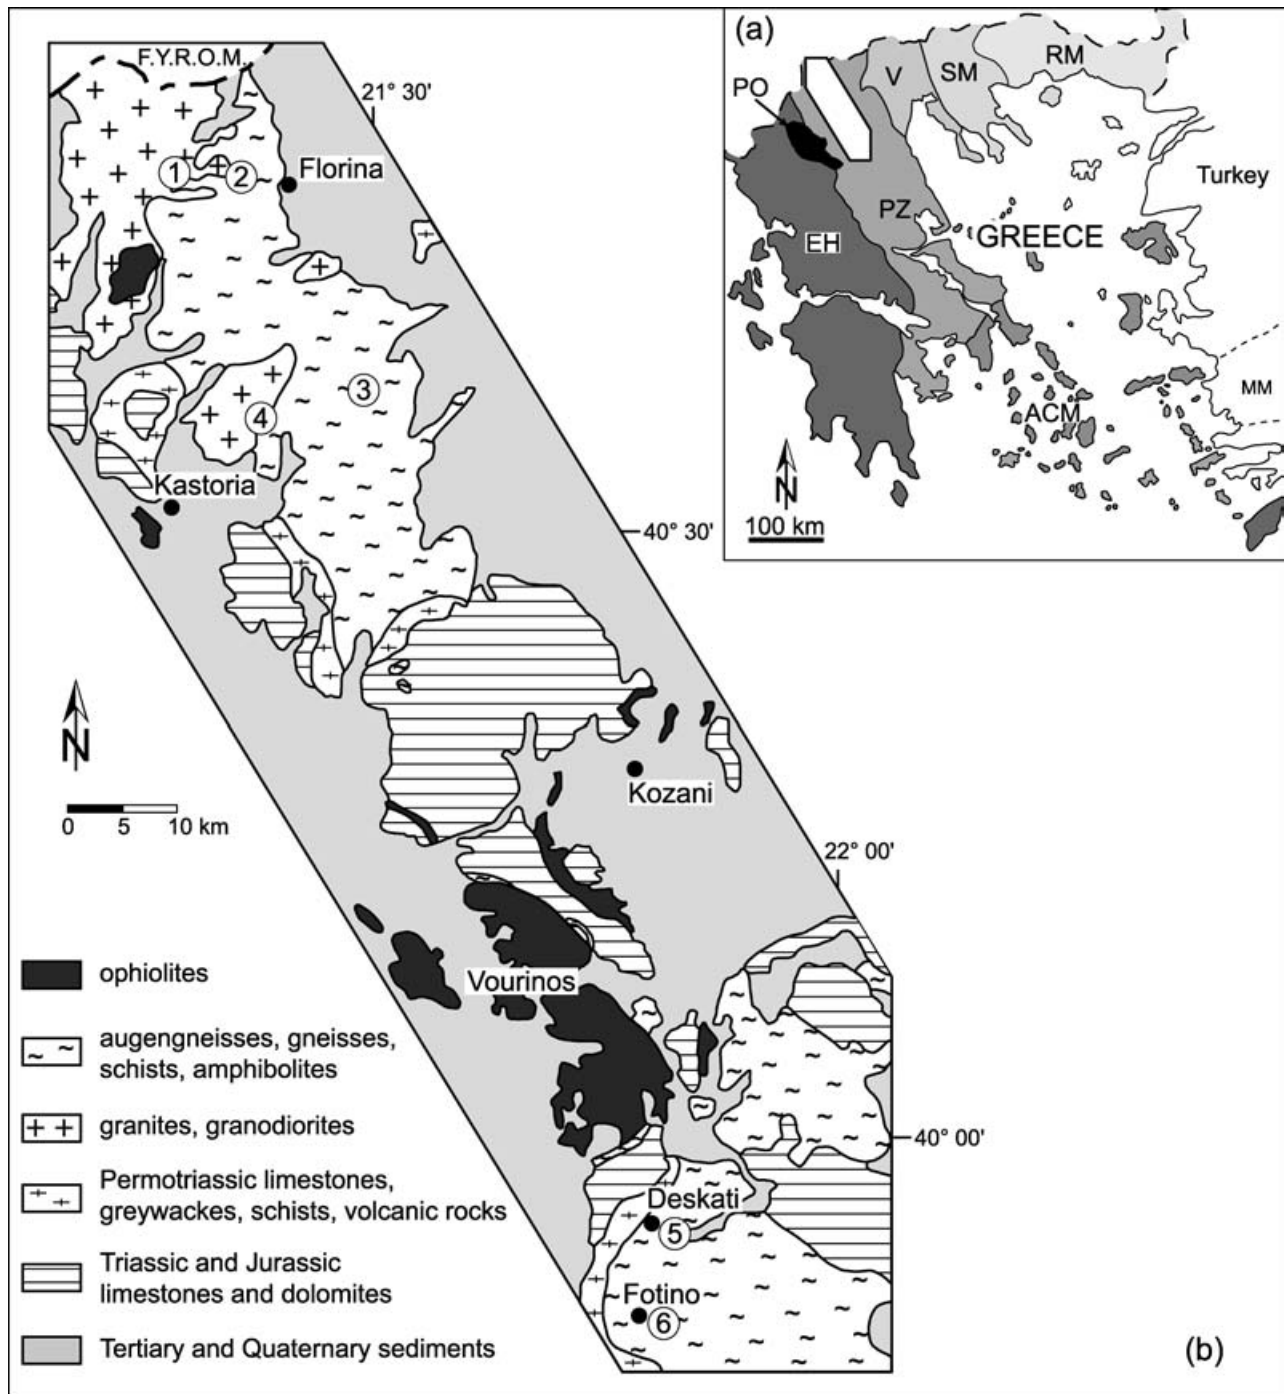 (a)
RM
SM
V
PO
PZ
EH
GREECE
Turkey
MM
ACM
N
100 km
F.Y.R.O.M.
21° 30'
1
2
Florina
3
4
Kastoria
40° 30'
N
0 5 10 km
Kozani
22° 00'
Vourinos
40° 00'
Deskati
5
Fotino
6
ophiolites
augengneisses, gneisses,
schists, amphibolites
granites, granodiorites
Permotriassic limestones,
greywackes, schists, volcanic rocks
Triassic and Jurassic
limestones and dolomites
Tertiary and Quaternary sediments
(b)